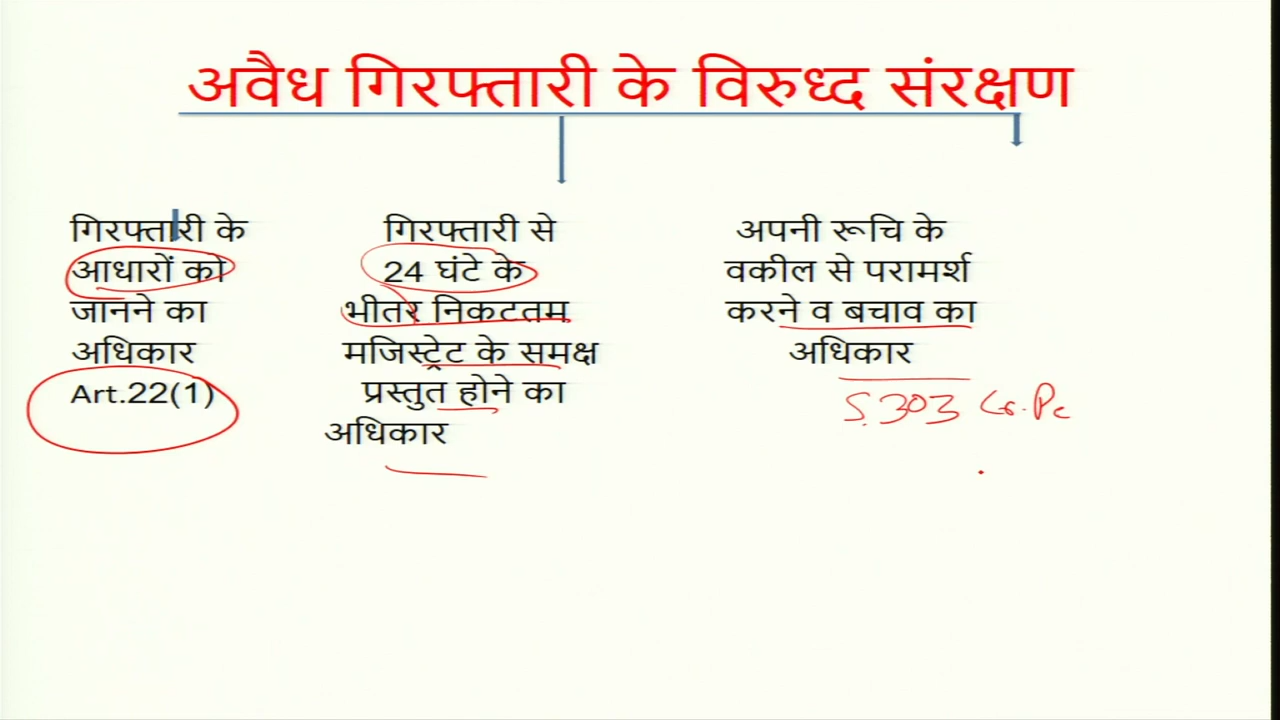 अवैध गिरफ्तारी के विरुध्द संरक्षण
गिरफ्तारी के
आधारों को
जानने का
अधिकार
Art.22(1)
गिरफ्तारी से
24 घंटे के
भीतर निकटतम
मजिस्ट्रेट के समक्ष
प्रस्तुत होने का
अधिकार
अपनी रूचि के
वकील से परामर्श
करने व बचाव का
अधिकार
S.303 Cr.Pc